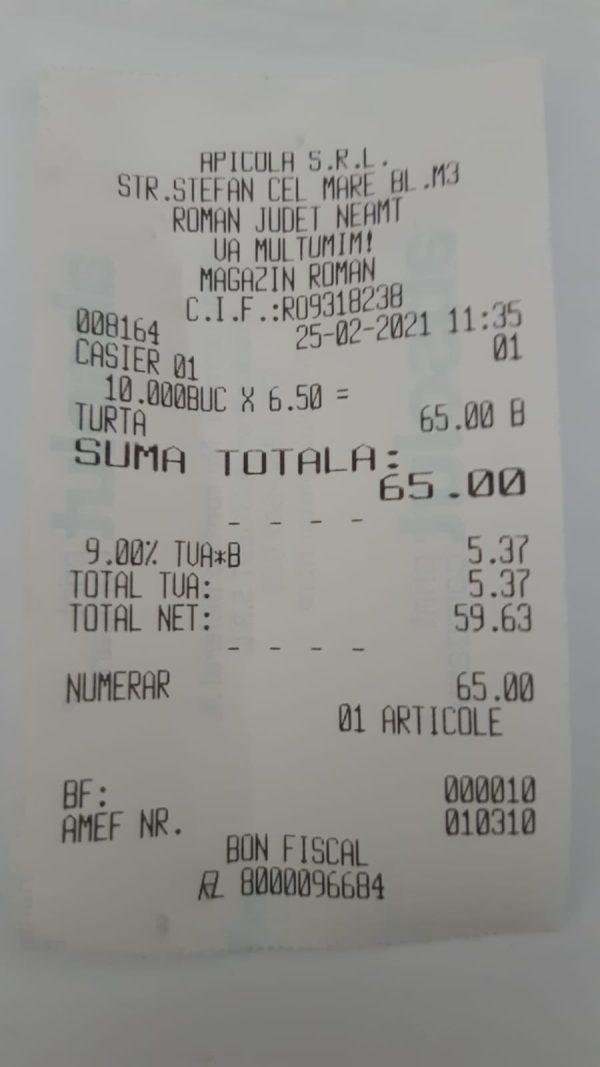 APICOLA S.R.L.
STR.STEFAN CEL MARE BL.M3
ROMAN JUDET NEAMT
VA MULTUMIM!
MAGAZIN ROMAN
C.I.F.:RO9318238
008164 25-02-2021 11:35
CASIER 01 01
10.000BUC X 6.50 =
TURTA 65.00 B
SUMA TOTALA:
65.00
- - - -
9.00% TVA*B 5.37
TOTAL TVA: 5.37
TOTAL NET: 59.63
- - - -
NUMERAR 65.00
01 ARTICOLE
BF: 000010
AMEF NR. 010310
BON FISCAL
8000096684